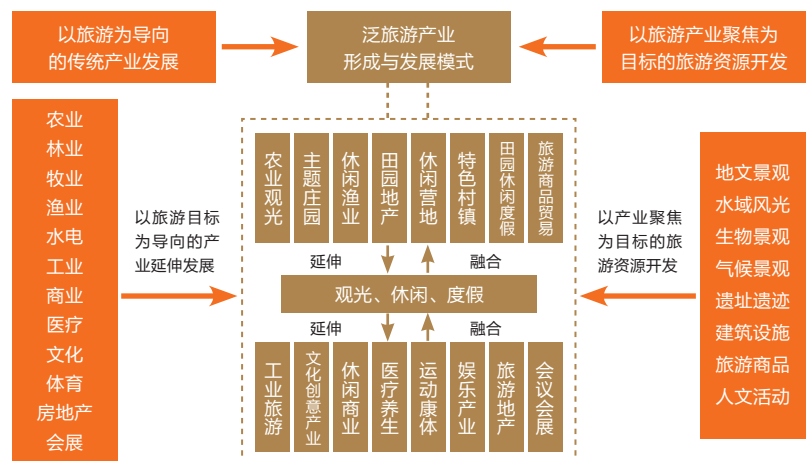 以旅游为导向
的传统产业发展
泛旅游产业
形成与发展模式
以旅游产业聚焦为
目标的旅游资源开发
农业
林业
牧业
渔业
水电
工业
商业
医疗
文化
体育
房地产
会展
以旅游目标
为导向的产
业延伸发展
农业观光
主题庄园
休闲渔业
田园地产
休闲营地
特色村镇
田园休闲度假
旅游商品贸易
延伸
融合
观光、休闲、度假
延伸
融合
工业旅游
文化创意产业
休闲商业
医疗养生
运动康体
娱乐产业
旅游地产
会议会展
以产业聚焦
为目标的旅
游资源开发
地文景观
水域风光
生物景观
气候景观
遗址遗迹
建筑设施
旅游商品
人文活动